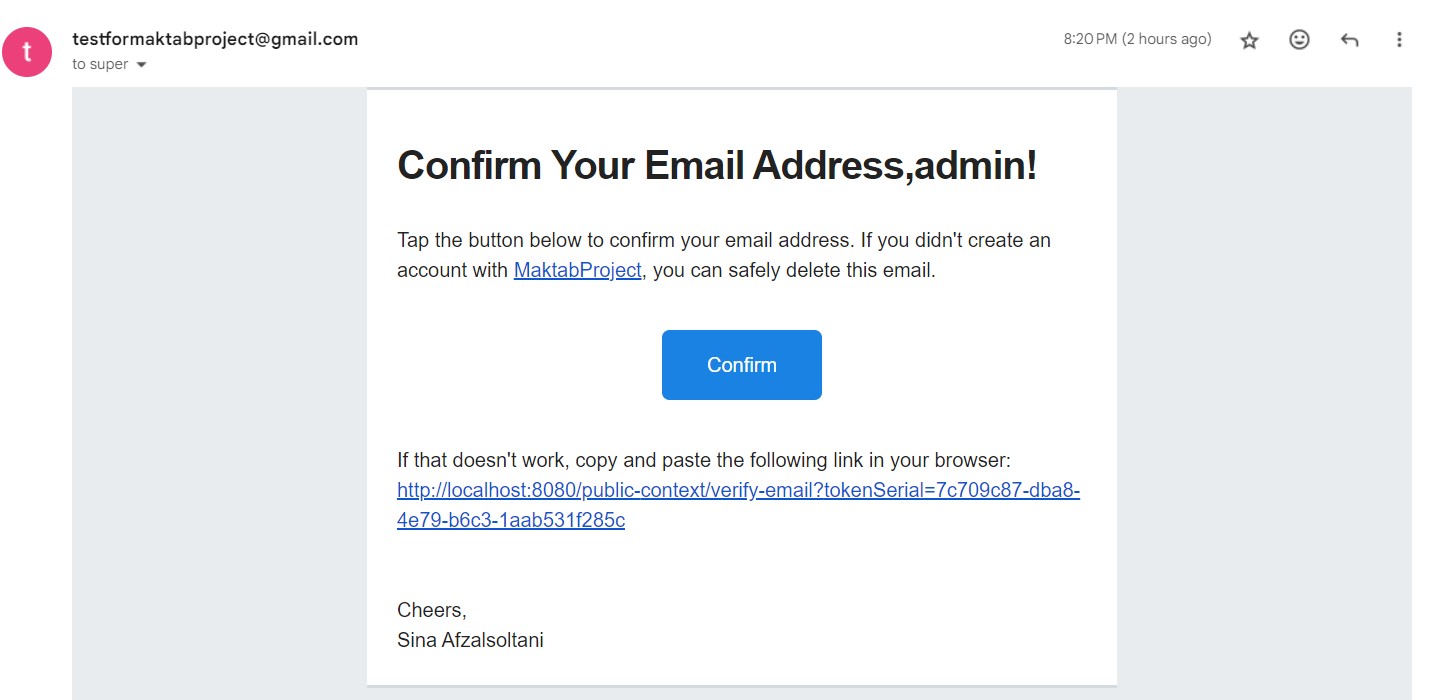 t
testformaktabproject@gmail.com
8:20 PM (2 hours ago)
to super
Confirm Your Email Address,admin!
Tap the button below to confirm your email address. If you didn't create an
account with MaktabProject, you can safely delete this email.
Confirm
If that doesn't work, copy and paste the following link in your browser:
http://localhost:8080/public-context/verify-email?tokenSerial=7c709c87-dba8-
4e79-b6c3-1aab531f285c
Cheers,
Sina Afzalsoltani